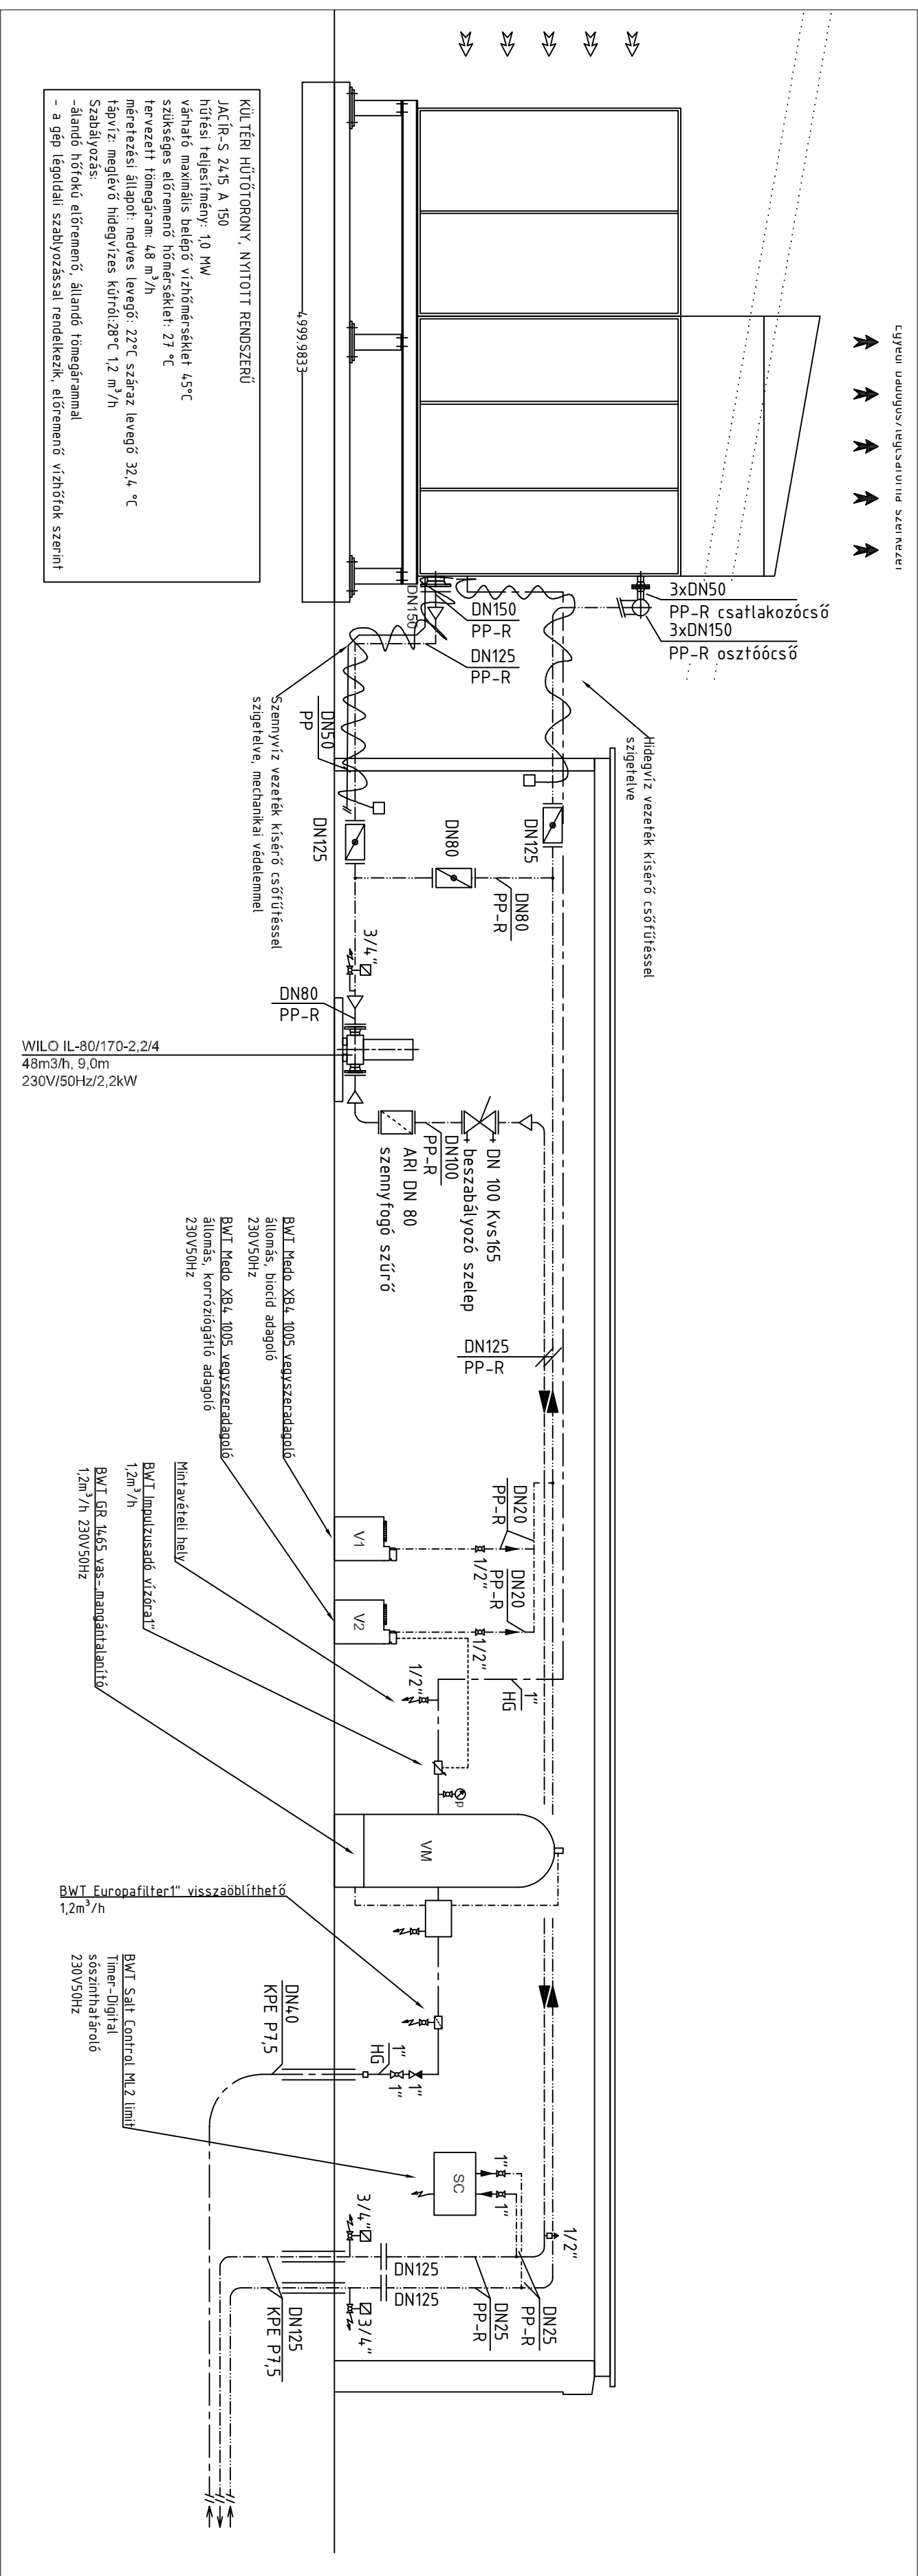 KÜLTÉRI HŰTŐTORONY, NYITOTT RENDSZERŰ
JACÍR-S 2415 A 150
hűtési teljesítmény: 1,0 MW
várható maximális belépő vízhőmérséklet 45°C
szükséges előremenő hőmérséklet: 27 °C
tervezett tömegáram: 48 m³/h
méretezési állapot: nedves levegő: 22°C száraz levegő 32,4 °C
tápvíz: meglévő hidegvizes kútról:28°C 1,2 m³/h
Szabályozás:
-álandó hőfokú előremenő, állandó tömegárammal
- a gép légoldali szablyozással rendelkezik, előremenő vízhőfok szerint
4999.9833
3xDN50
PP-R csatlakozócső
3xDN150
PP-R osztóócső
DN150
DN150
PP-R
DN125
PP-R
Hidegvíz vezeték kísérő csőfűtéssel
szigetelve
Szennyvíz vezeték kísérő csőfűtéssel
szigetelve, mechanikai védelemmel
DN50
PP
DN125
DN80
DN125
DN80
PP-R
3/4"
DN80
PP-R
WILO IL-80/170-2,2/4
48m3/h, 9,0m
230V/50Hz/2,2kW
DN 100 Kvs165
beszabályozó szelep
DN100
PP-R
ARI DN 80
szennyfogó szűrő
DN125
PP-R
BWT Medo XB4 1005 vegyszeradagoló
állomás, biocid adagoló
230V50Hz
BWT Medo XB4 1005 vegyszeradagoló
állomás, korróziógátló adagoló
230V50Hz
Mintavételi hely
BWT Impulzusadó vízóra1"
1,2m³/h
BWT GR 1465 vas-,mangántalanító
1,2m³/h 230V50Hz
V1
V2
DN20
PP-R
1/2"
DN20
PP-R
1/2"
1"
HG
1/2"
p
VM
BWT Europafilter1" visszaöblíthető
1,2m³/h
BWT Salt Control ML2 limit
Timer-Digital
sószinthatároló
230V50Hz
DN40
KPE P7,5
1"
HG
1"
1"
SC
1"
1"
1/2"
3/4"
DN125
DN125
3/4"
DN25
PP-R
DN25
PP-R
DN125
KPE P7,5